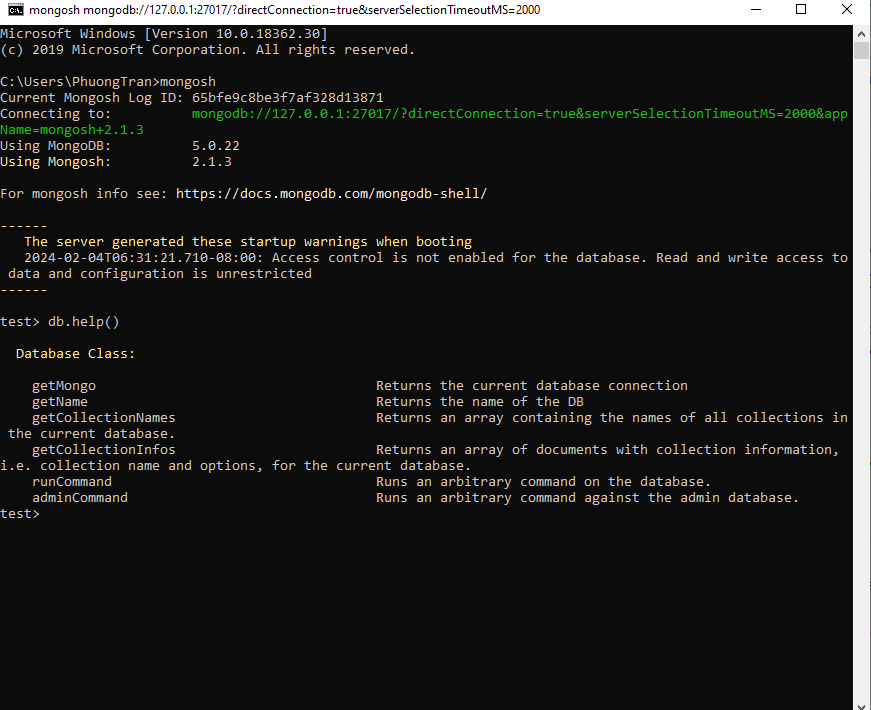 mongosh mongodb://127.0.0.1:27017/?directConnection=true&serverSelectionTimeoutMS=2000
Microsoft Windows [Version 10.0.18362.30]
(c) 2019 Microsoft Corporation. All rights reserved.
C:\Users\PhuongTran>mongosh
Current Mongosh Log ID: 65bfe9c8be3f7af328d13871
Connecting to: mongodb://127.0.0.1:27017/?directConnection=true&serverSelectionTimeoutMS=2000&app
Name=mongosh+2.1.3
Using MongoDB: 5.0.22
Using Mongosh: 2.1.3
For mongosh info see: https://docs.mongodb.com/mongodb-shell/
------
The server generated these startup warnings when booting
2024-02-04T06:31:21.710-08:00: Access control is not enabled for the database. Read and write access to
data and configuration is unrestricted
------
test> db.help()
Database Class:
getMongo Returns the current database connection
getName Returns the name of the DB
getCollectionNames Returns an array containing the names of all collections in
the current database.
getCollectionInfos Returns an array of documents with collection information,
i.e. collection name and options, for the current database.
runCommand Runs an arbitrary command on the database.
adminCommand Runs an arbitrary command against the admin database.
test>